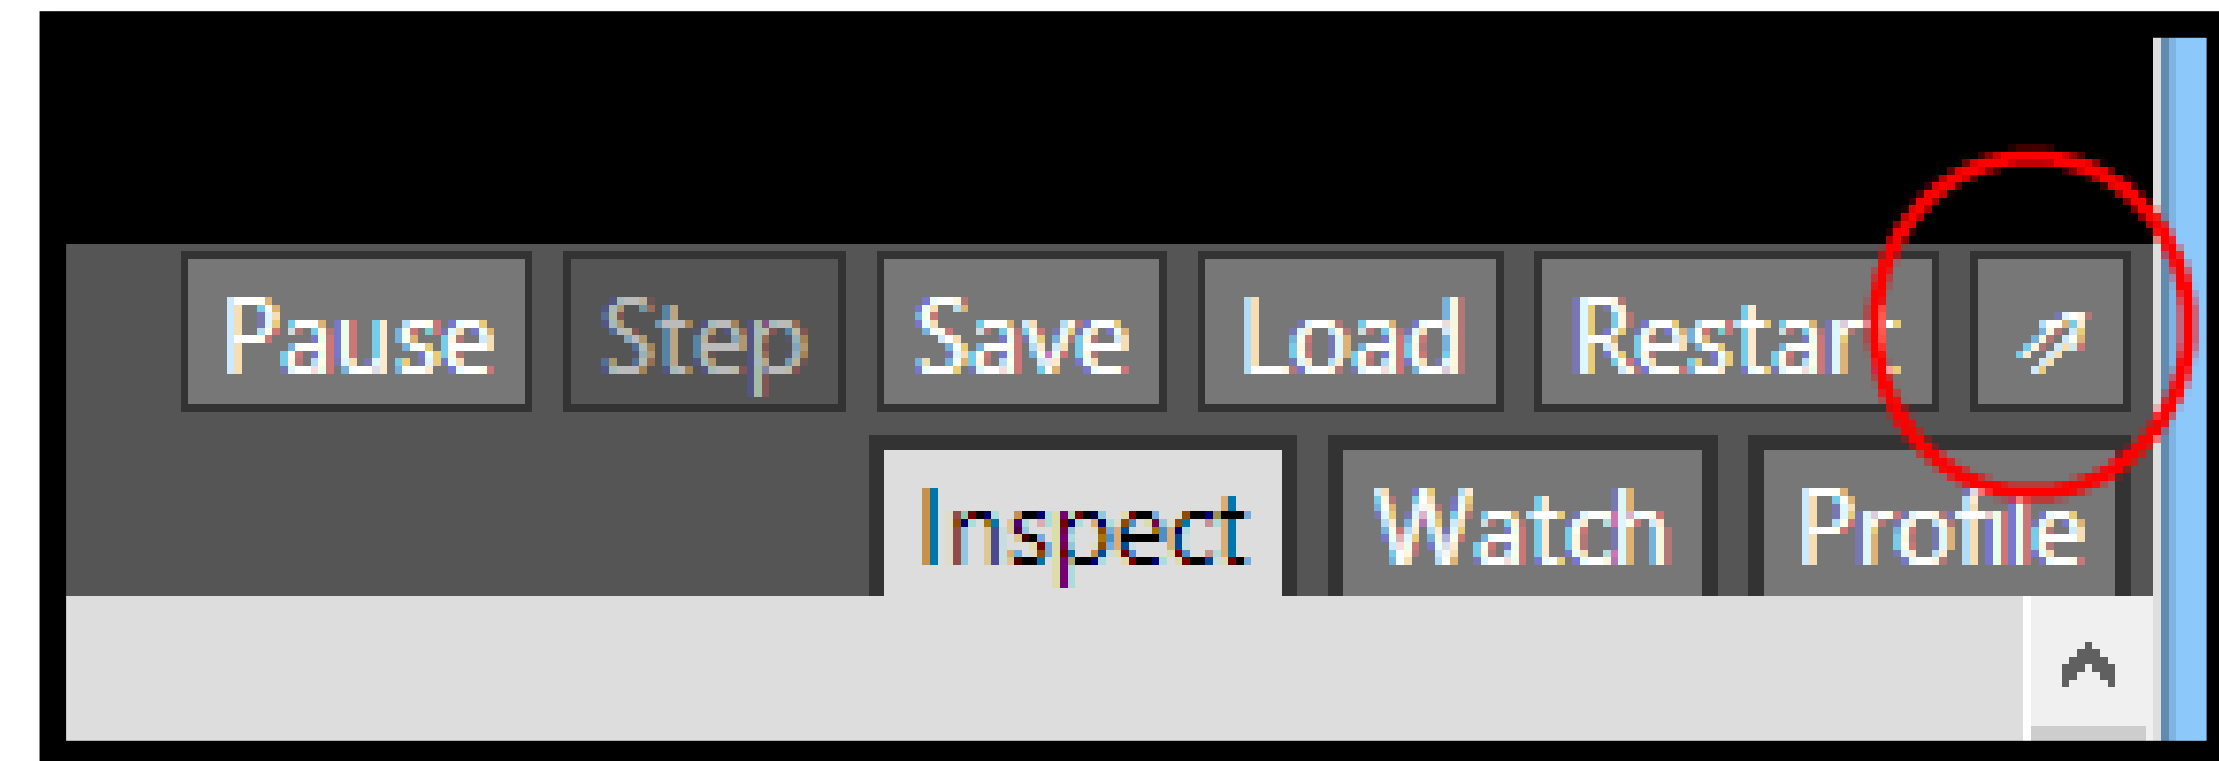 Pause Step Save Load Restart ⇗
Inspect Watch Profile